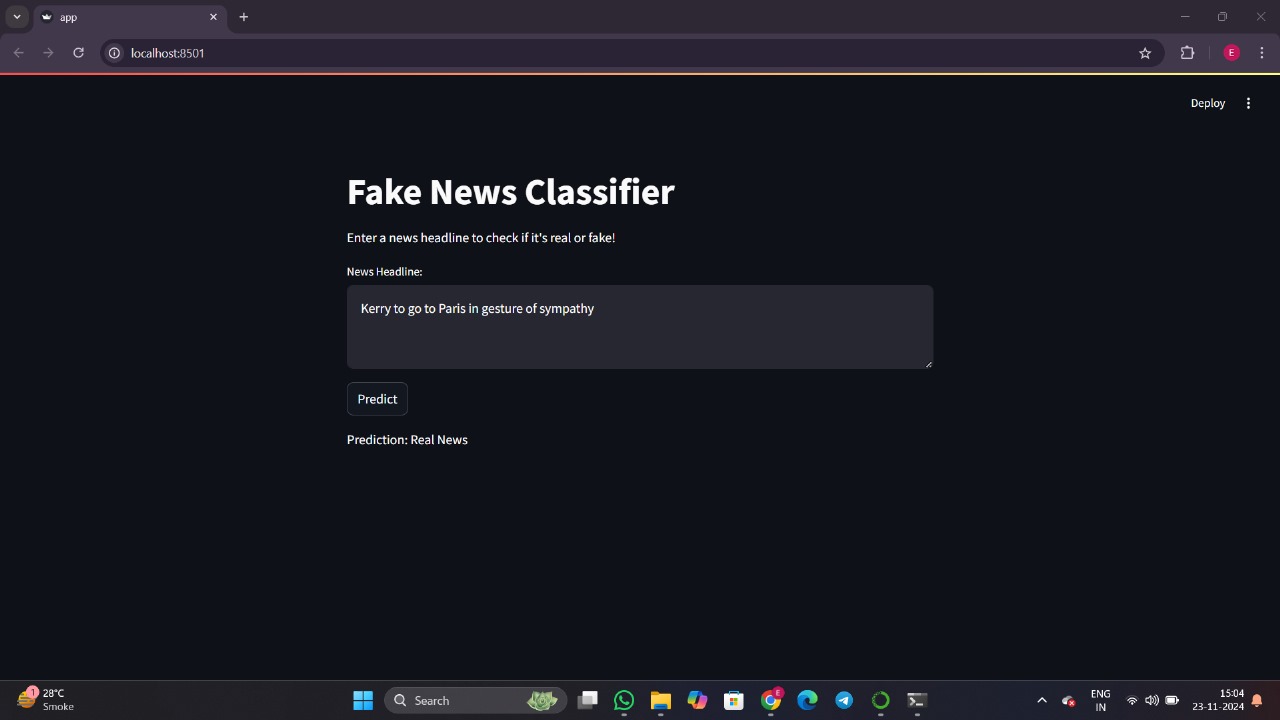 app
localhost:8501
E
Deploy
Fake News Classifier
Enter a news headline to check if it's real or fake!
News Headline:
Kerry to go to Paris in gesture of sympathy
Predict
Prediction: Real News
1
28°C
Smoke
Search
E
ENG
IN
15:04
23-11-2024